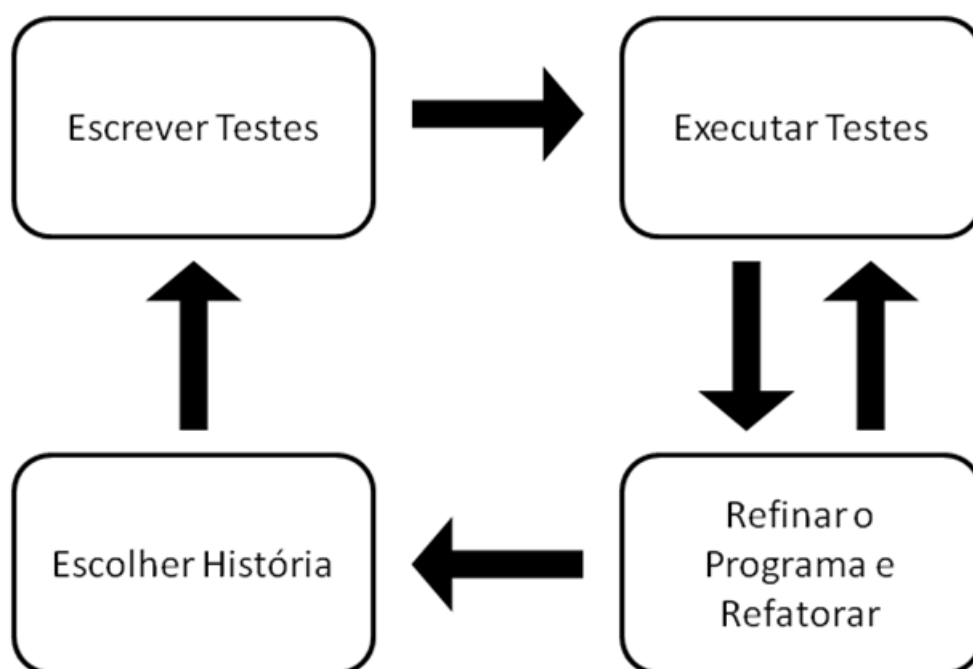 Escrever Testes
Executar Testes
Escolher História
Refinar o
Programa e
Refatorar